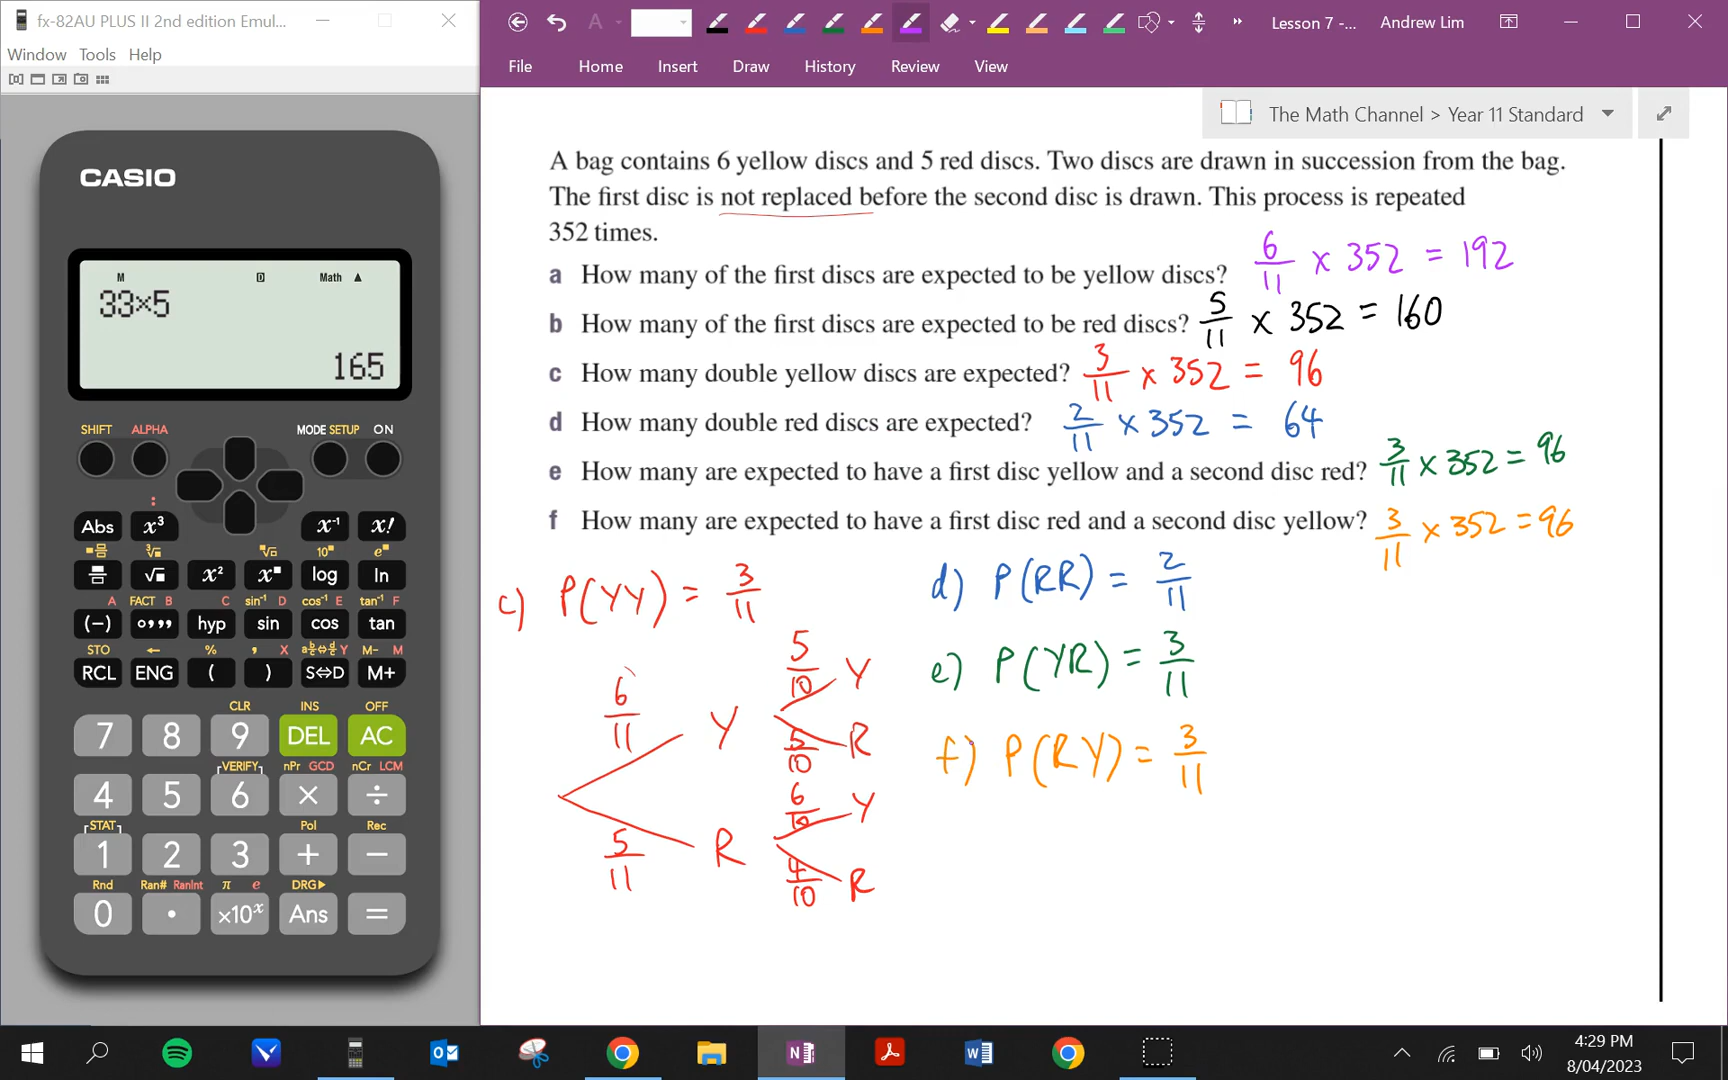 fx-82AU PLUS II 2nd edition Emul...
Window Tools Help
CASIO
M D Math ▲
33×5
165
SHIFT ALPHA MODE SETUP ON
:
Abs x³ x⁻¹ x!
³√■ ⁿ√□ 10■ e■
√■ x² x■ log ln
A FACT B C sin⁻¹ D cos⁻¹ E tan⁻¹ F
(−) °’’’ hyp sin cos tan
STO ← % , X a b/c⇔d/c Y M− M
RCL ENG ( ) S⇔D M+
CLR INS OFF
7 8 9 DEL AC
VERIFY nPr GCD nCr LCM
4 5 6 × ÷
STAT Pol Rec
1 2 3 + −
Rnd Ran# RanInt π e DRG▶
0 • ×10ˣ Ans =
A Lesson 7 -... Andrew Lim
File Home Insert Draw History Review View
The Math Channel > Year 11 Standard
A bag contains 6 yellow discs and 5 red discs. Two discs are drawn in succession from the bag.
The first disc is not replaced before the second disc is drawn. This process is repeated
352 times.
a How many of the first discs are expected to be yellow discs? 6/11 × 352 = 192
b How many of the first discs are expected to be red discs? 5/11 × 352 = 160
c How many double yellow discs are expected? 3/11 × 352 = 96
d How many double red discs are expected? 2/11 × 352 = 64
e How many are expected to have a first disc yellow and a second disc red? 3/11 × 352 = 96
f How many are expected to have a first disc red and a second disc yellow? 3/11 × 352 = 96
c) P(YY) = 3/11
6/11 Y
5/10 Y
5/10 R
5/11 R
6/10 Y
4/10 R
d) P(RR) = 2/11
e) P(YR) = 3/11
f) P(RY) = 3/11
4:29 PM
8/04/2023